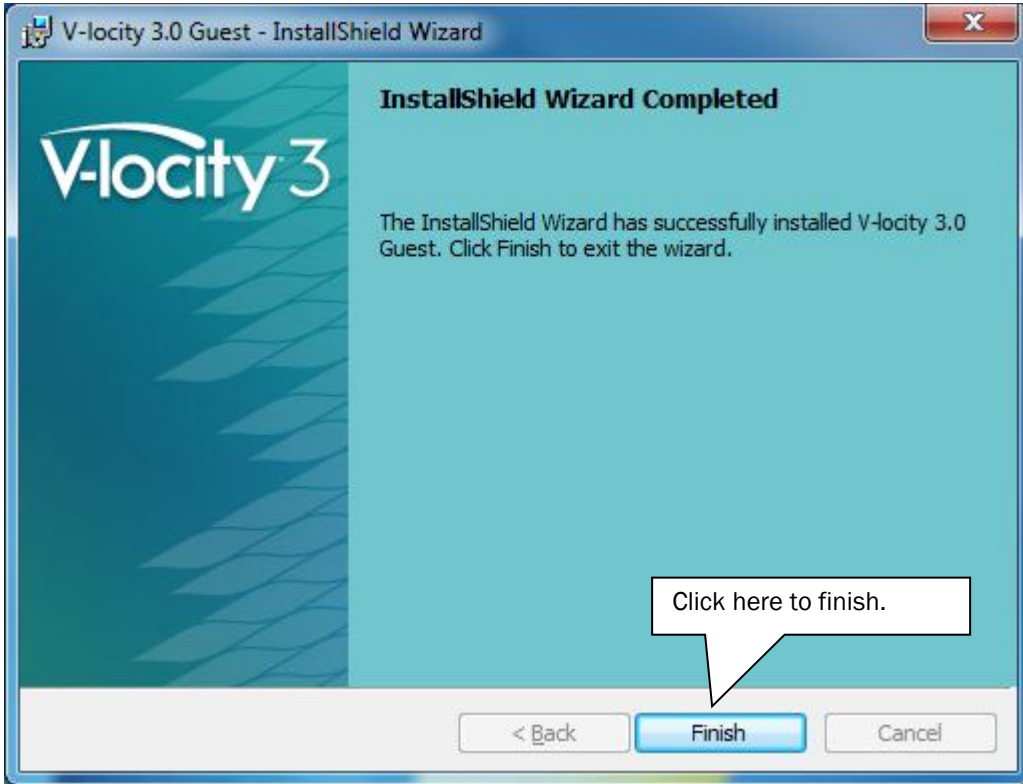 V-locity 3.0 Guest - InstallShield Wizard
InstallShield Wizard Completed
V-locity 3
The InstallShield Wizard has successfully installed V-locity 3.0
Guest. Click Finish to exit the wizard.
Click here to finish.
< Back
Finish
Cancel